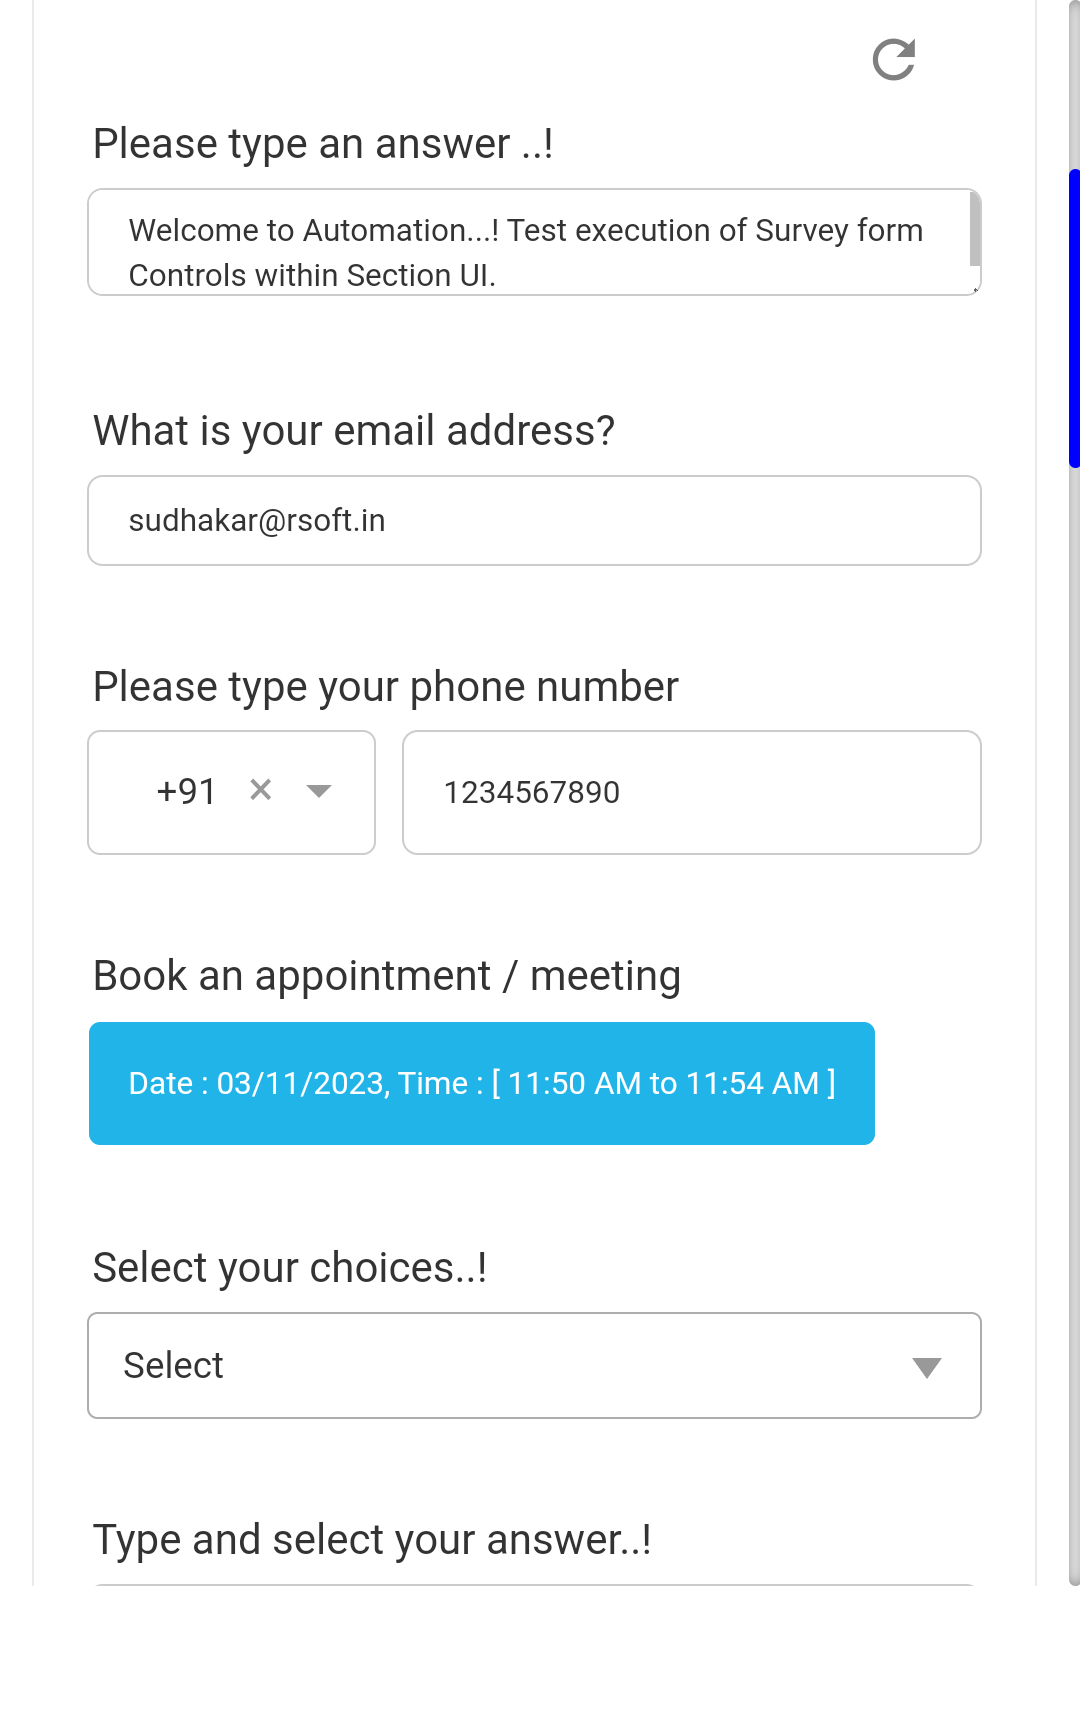 Please type an answer ..!
Welcome to Automation...! Test execution of Survey form
Controls within Section UI.
What is your email address?
sudhakar@rsoft.in
Please type your phone number
+91 × 1234567890
Book an appointment / meeting
Date : 03/11/2023, Time : [ 11:50 AM to 11:54 AM ]
Select your choices..!
Select
Type and select your answer..!